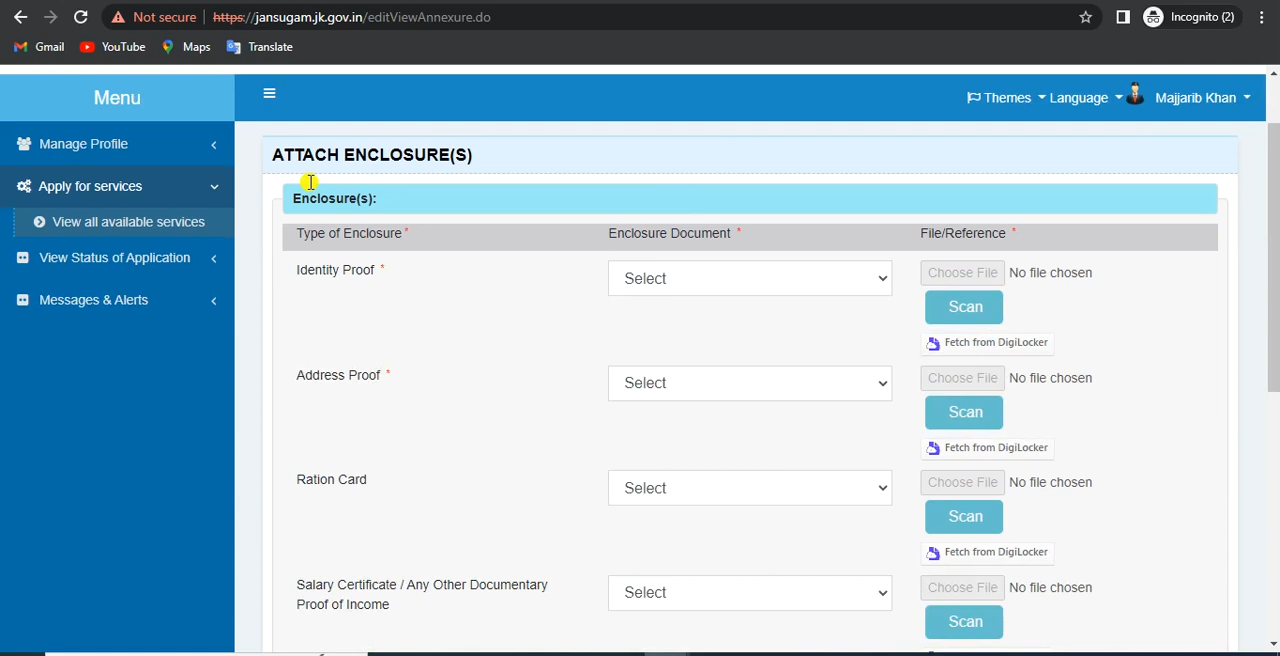 Not secure https://jansugam.jk.gov.in/editViewAnnexure.do Incognito (2)
Gmail YouTube Maps Translate
Menu Themes Language Majjarib Khan
Manage Profile
Apply for services
View all available services
View Status of Application
Messages & Alerts
ATTACH ENCLOSURE(S)
Enclosure(s):
Type of Enclosure * Enclosure Document * File/Reference *
Identity Proof * Select Choose File No file chosen
Scan
Fetch from DigiLocker
Address Proof * Select Choose File No file chosen
Scan
Fetch from DigiLocker
Ration Card Select Choose File No file chosen
Scan
Fetch from DigiLocker
Salary Certificate / Any Other Documentary Select Choose File No file chosen
Proof of Income
Scan